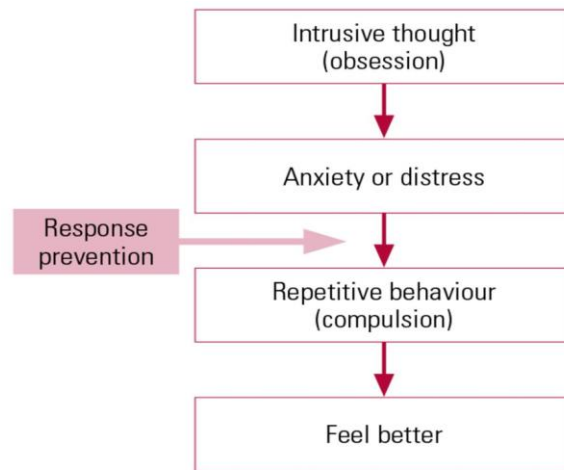 Intrusive thought
(obsession)
Anxiety or distress
Response
prevention
Repetitive behaviour
(compulsion)
Feel better